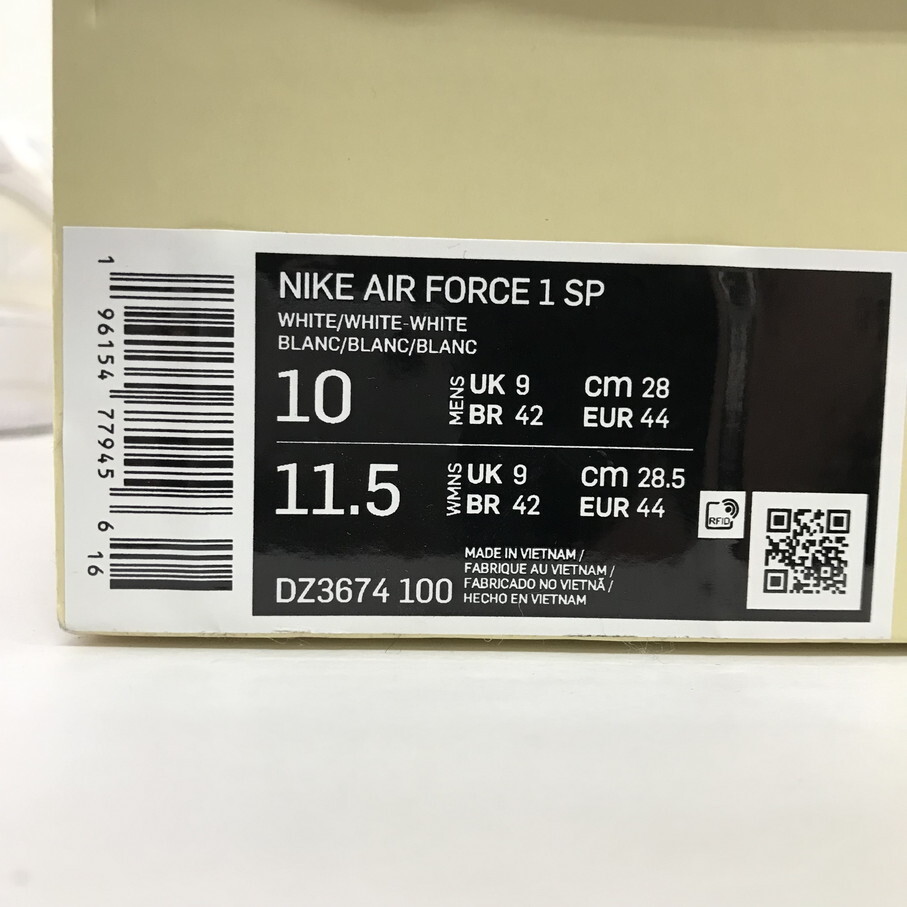 1 96154 77945 6 16
NIKE AIR FORCE 1 SP
WHITE/WHITE-WHITE
BLANC/BLANC/BLANC
10 MENS UK 9 cm 28
BR 42 EUR 44
11.5 WMNS UK 9 cm 28.5
BR 42 EUR 44
RFID
DZ3674 100
MADE IN VIETNAM /
FABRIQUE AU VIETNAM /
FABRICADO NO VIETNÃ /
HECHO EN VIETNAM